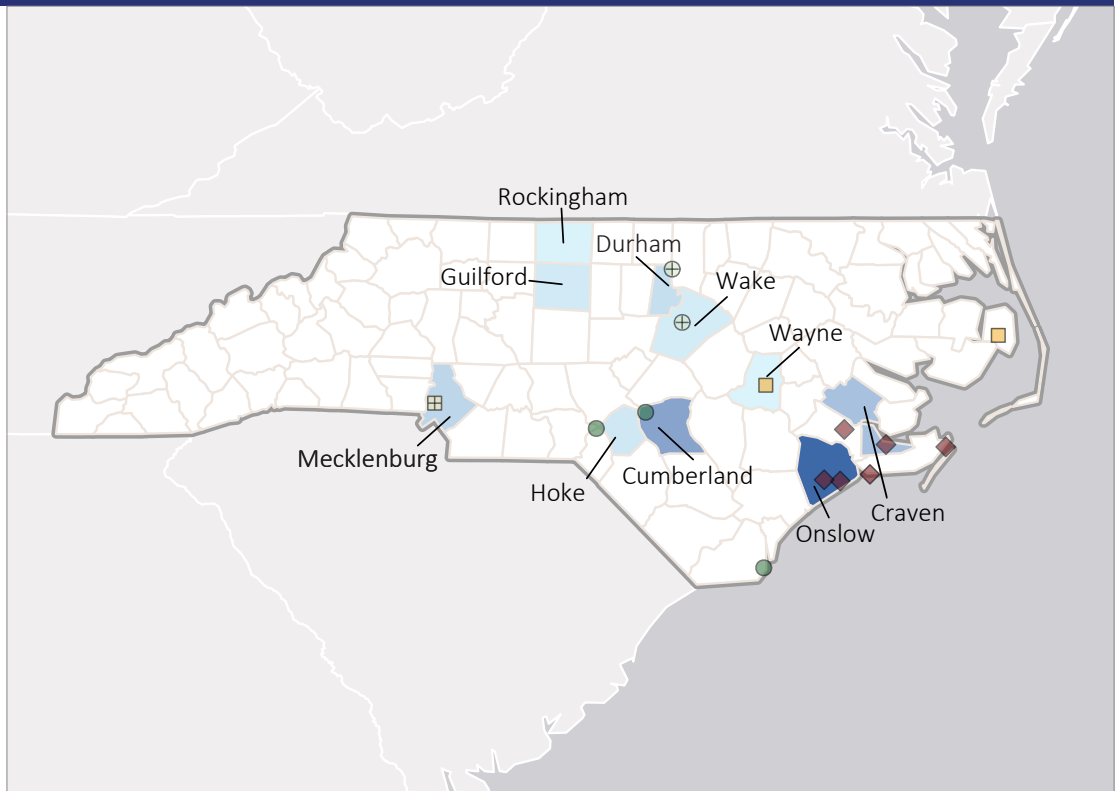 Rockingham
Durham
Guilford
Wake
Wayne
Mecklenburg
Hoke
Cumberland
Craven
Onslow